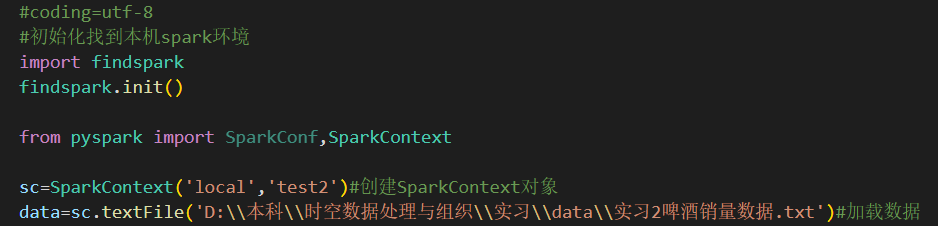 #coding=utf-8
#初始化找到本机spark环境
import findspark
findspark.init()
from pyspark import SparkConf,SparkContext
sc=SparkContext('local','test2')#创建SparkContext对象
data=sc.textFile('D:\\本科\\时空数据处理与组织\\实习\\data\\实习2啤酒销量数据.txt')#加载数据